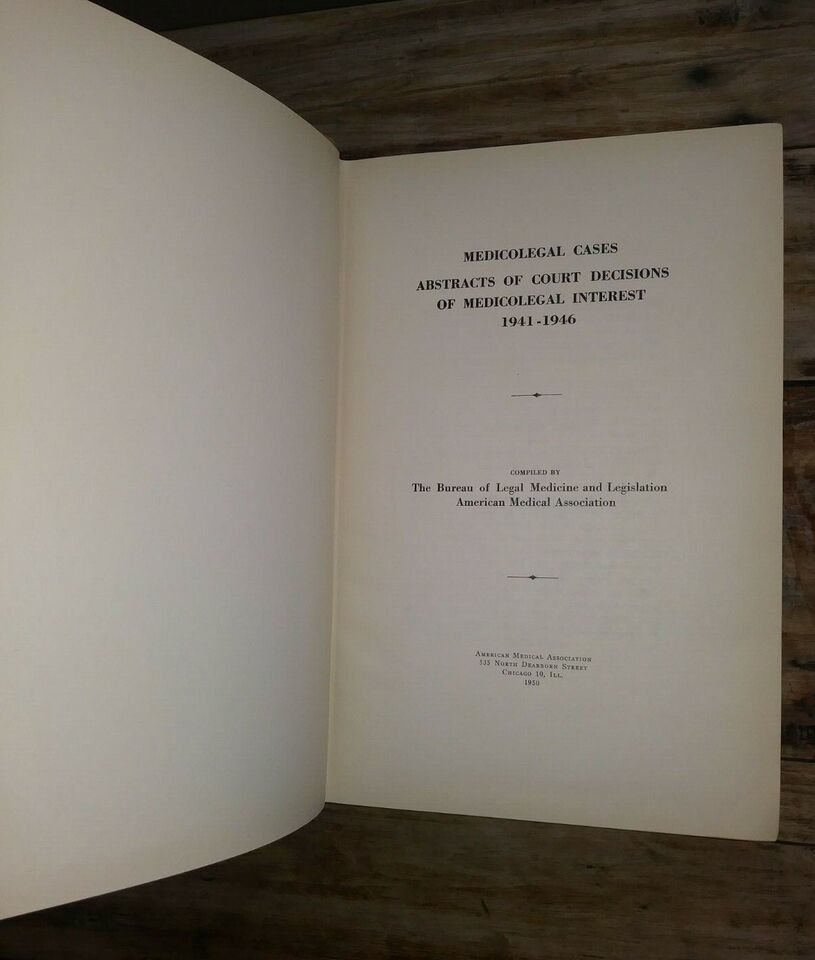 MEDICOLEGAL CASES
ABSTRACTS OF COURT DECISIONS
OF MEDICOLEGAL INTEREST
1941-1946
COMPILED BY
The Bureau of Legal Medicine and Legislation
American Medical Association
AMERICAN MEDICAL ASSOCIATION
535 NORTH DEARBORN STREET
CHICAGO 10, ILL.
1950